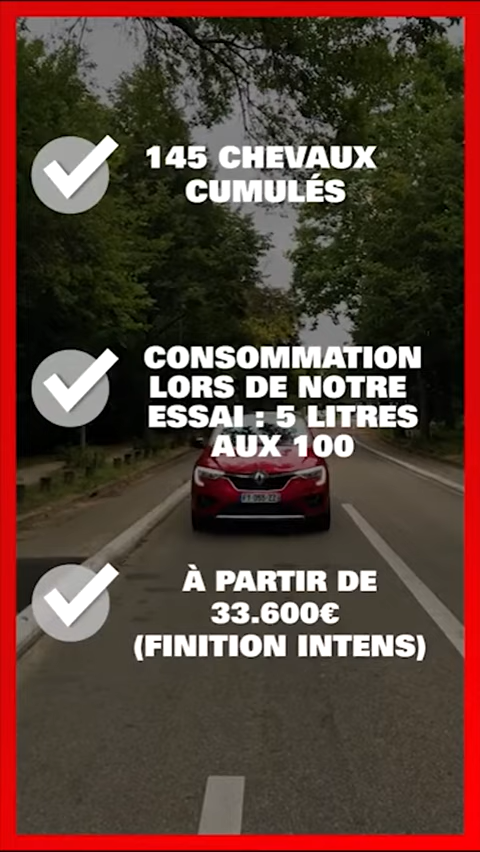 145 CHEVAUX
CUMULÉS
CONSOMMATION
LORS DE NOTRE
ESSAI : 5 LITRES
AUX 100
À PARTIR DE
33.600€
(FINITION INTENS)